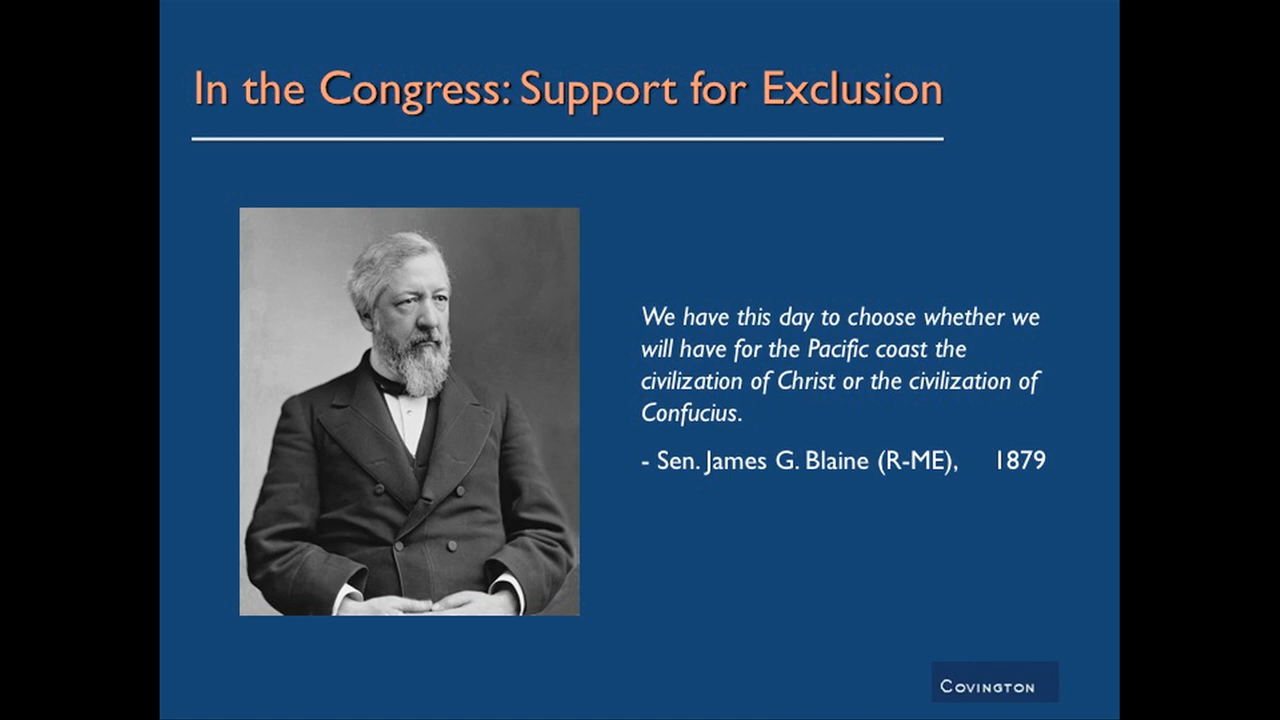 In the Congress: Support for Exclusion
We have this day to choose whether we
will have for the Pacific coast the
civilization of Christ or the civilization of
Confucius.
- Sen. James G. Blaine (R-ME), 1879
COVINGTON